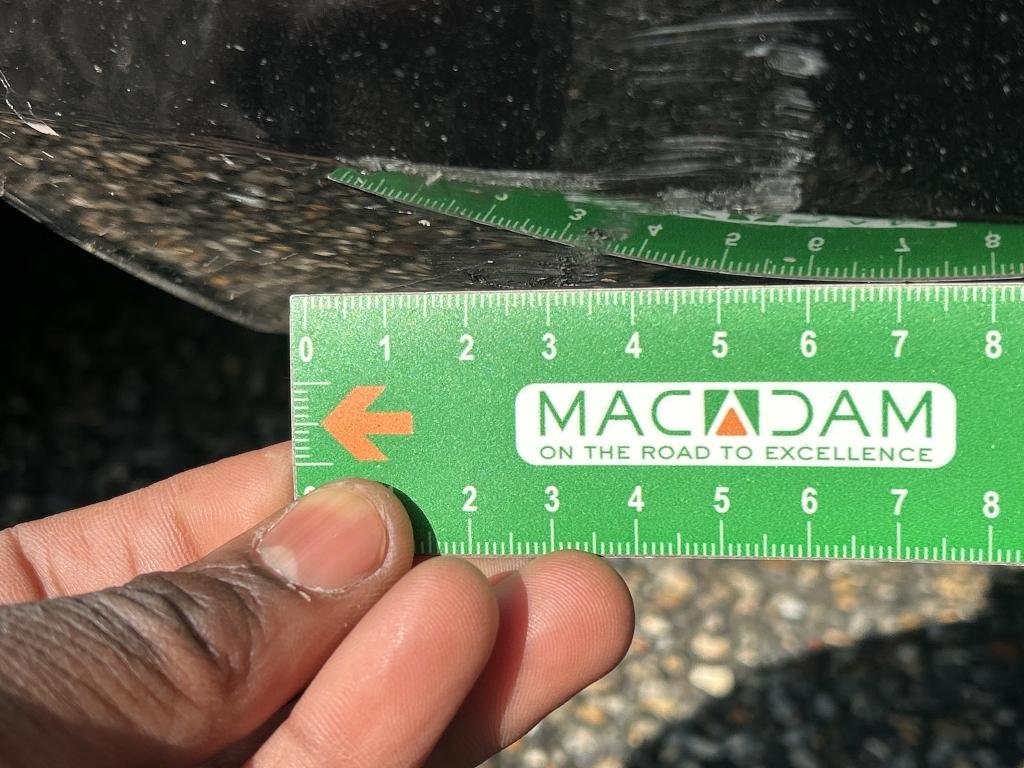 0 1 2 3 4 5 6 7 8
MACADAM
ON THE ROAD TO EXCELLENCE
2 3 4 5 6 7 8